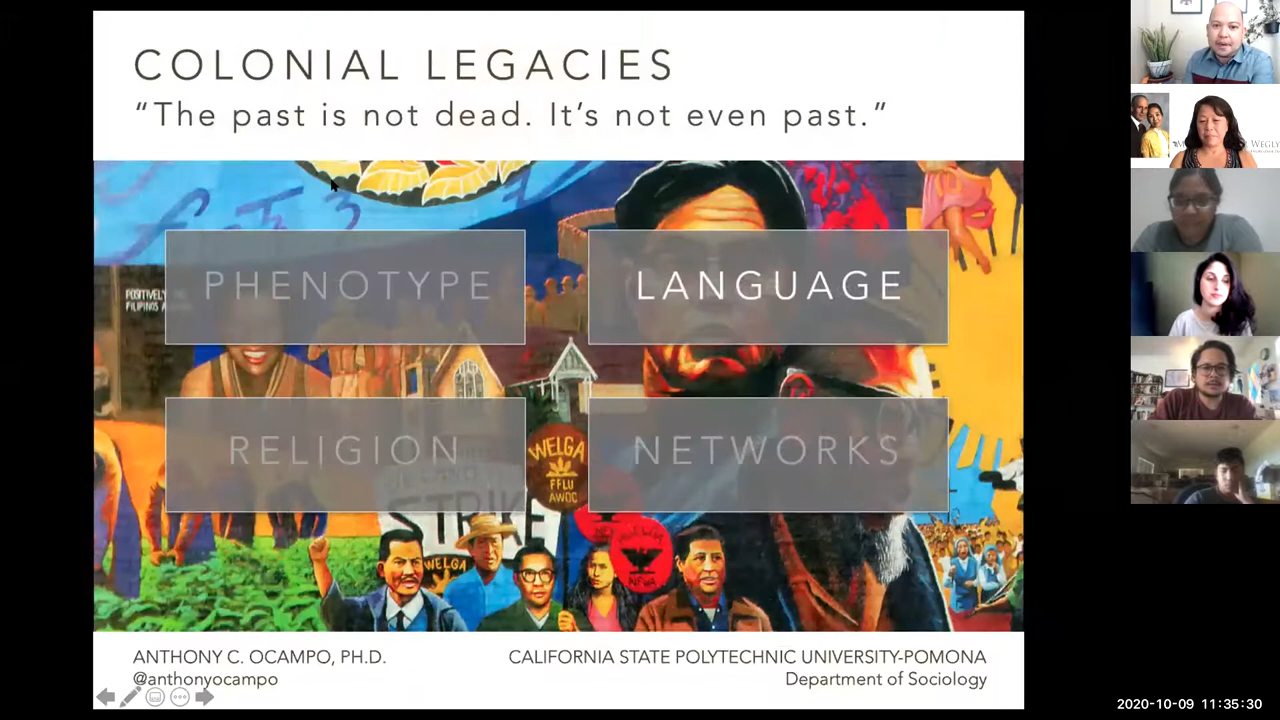 COLONIAL LEGACIES
“The past is not dead. It’s not even past.”
PHENOTYPE
LANGUAGE
POSITIVELY
FILIPINOS
RELIGION
NETWORKS
WELGA
FFLU
AWOC
STRIKE
WELGA
NFWA
ANTHONY C. OCAMPO, PH.D.
@anthonyocampo
CALIFORNIA STATE POLYTECHNIC UNIVERSITY-POMONA
Department of Sociology
WEGLY
2020-10-09 11:35:30